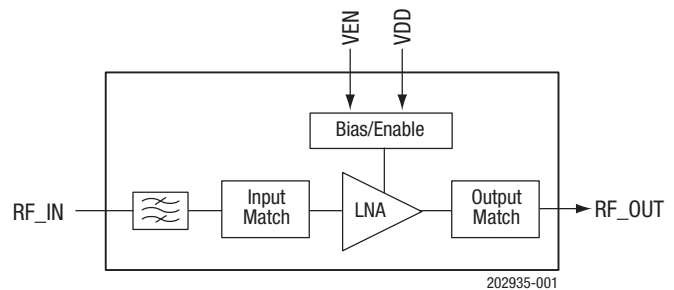 VEN
VDD
Bias/Enable
RF_IN
Input
Match
LNA
Output
Match
RF_OUT
202935-001